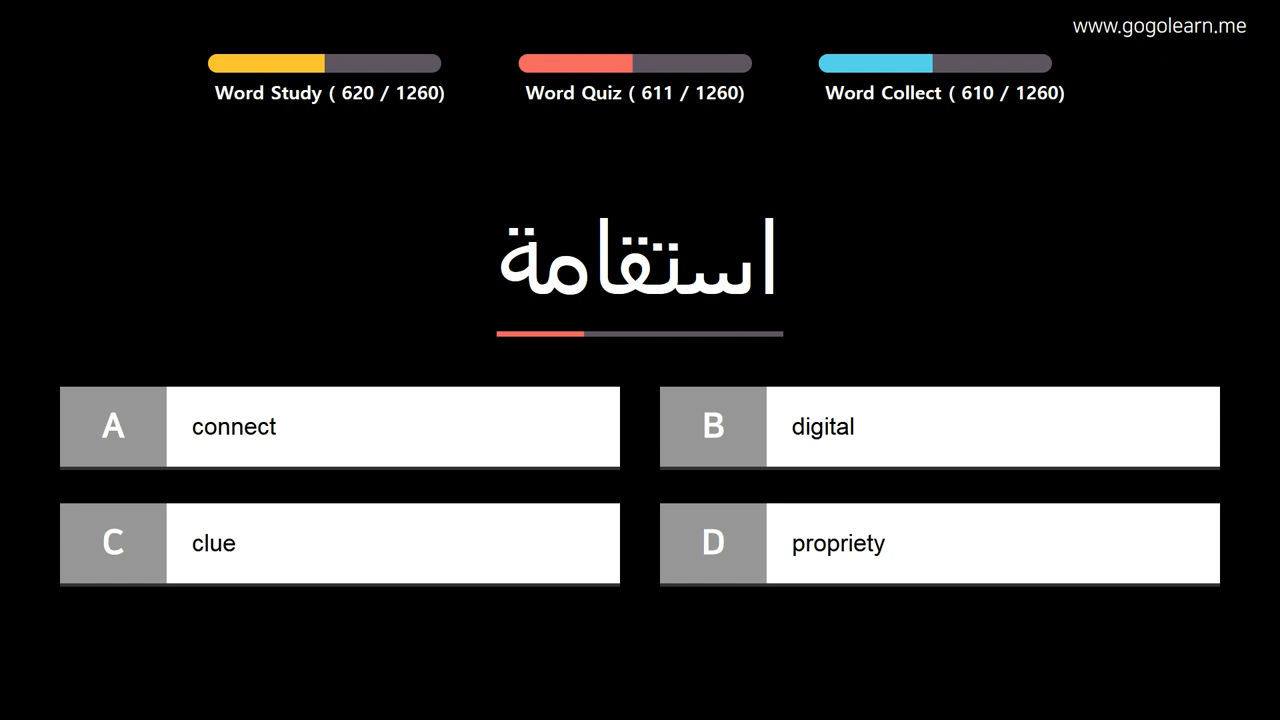 www.gogolearn.me
Word Study ( 620 / 1260)
Word Quiz ( 611 / 1260)
Word Collect ( 610 / 1260)
استقامة
A connect
B digital
C clue
D propriety